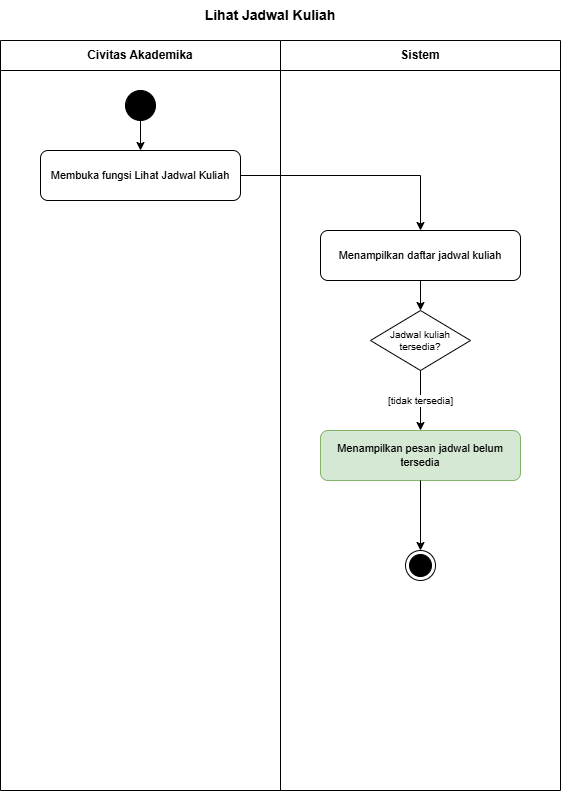 Lihat Jadwal Kuliah
Civitas Akademika
Sistem
Membuka fungsi Lihat Jadwal Kuliah
Menampilkan daftar jadwal kuliah
Jadwal kuliah
tersedia?
[tidak tersedia]
Menampilkan pesan jadwal belum
tersedia